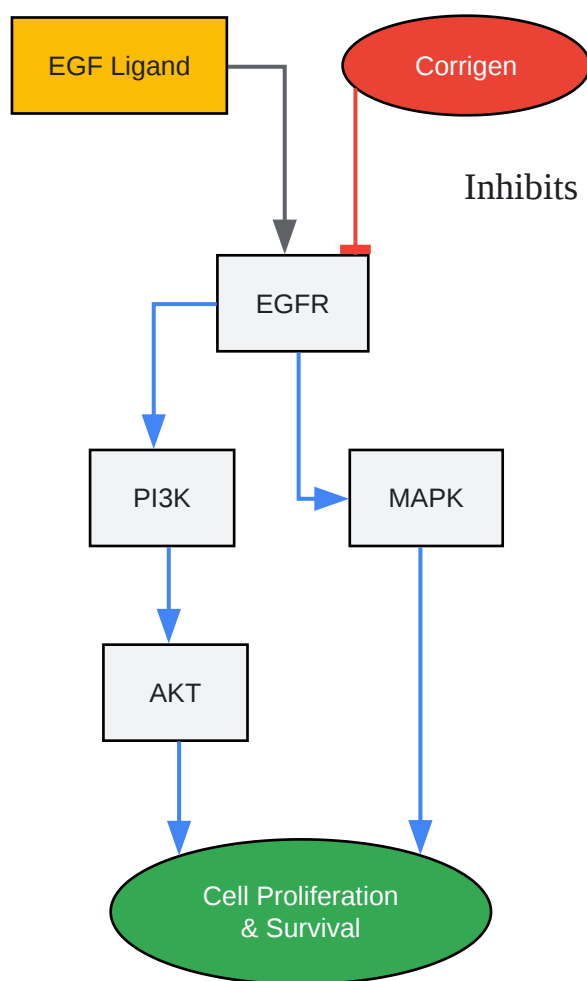 EGF Ligand
Corrigen
Inhibits
EGFR
PI3K
MAPK
AKT
Cell Proliferation
& Survival